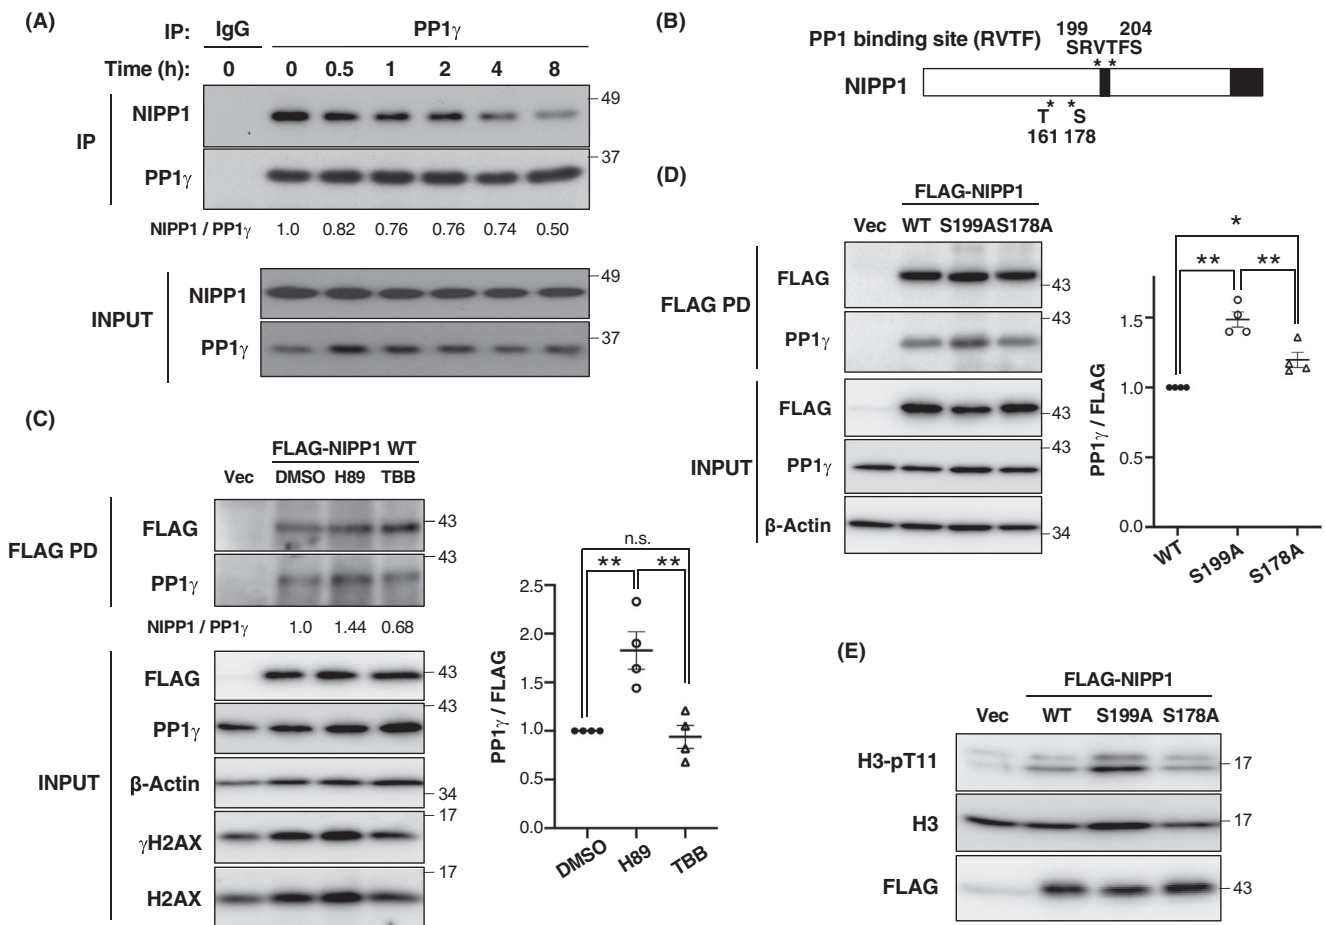 (A)
IP: IgG PP1γ
Time (h): 0 0 0.5 1 2 4 8
IP
NIPP1 49
PP1γ 37
NIPP1 / PP1γ 1.0 0.82 0.76 0.76 0.74 0.50
INPUT
NIPP1 49
PP1γ 37
(B)
199 204
PP1 binding site (RVTF) SRVTFS
* *
NIPP1
* *
T S
161 178
(C)
FLAG-NIPP1 WT
Vec DMSO H89 TBB
FLAG PD
FLAG 43
PP1γ 43
NIPP1 / PP1γ 1.0 1.44 0.68
INPUT
FLAG 43
PP1γ 43
β-Actin 34
γH2AX 17
H2AX 17
n.s.
** **
PP1γ / FLAG
2.5
2.0
1.5
1.0
0.5
0.0
DMSO H89 TBB
(D)
FLAG-NIPP1
Vec WT S199A S178A
FLAG PD
FLAG 43
PP1γ 43
INPUT
FLAG 43
PP1γ 43
β-Actin 34
*
** **
PP1γ / FLAG
1.5
1.0
0.5
0.0
WT S199A S178A
(E)
FLAG-NIPP1
Vec WT S199A S178A
H3-pT11 17
H3 17
FLAG 43